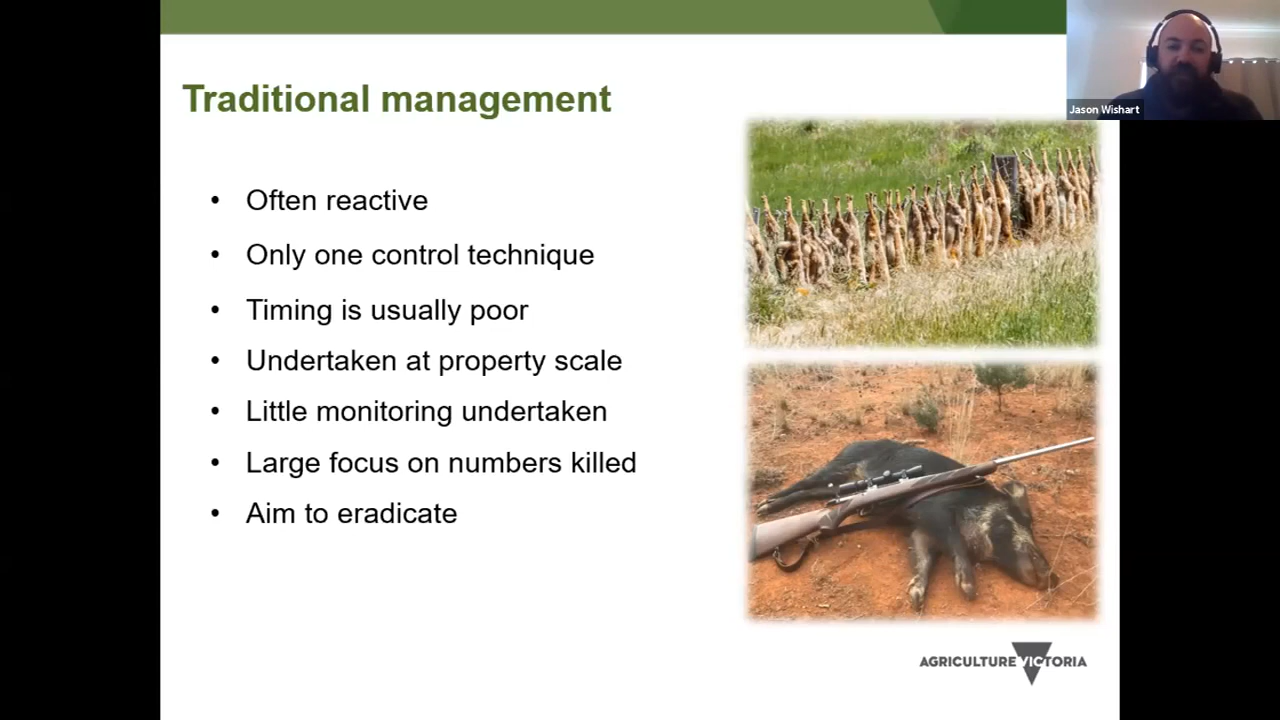 Traditional management
Jason Wishart
• Often reactive
• Only one control technique
• Timing is usually poor
• Undertaken at property scale
• Little monitoring undertaken
• Large focus on numbers killed
• Aim to eradicate
AGRICULTURE VICTORIA